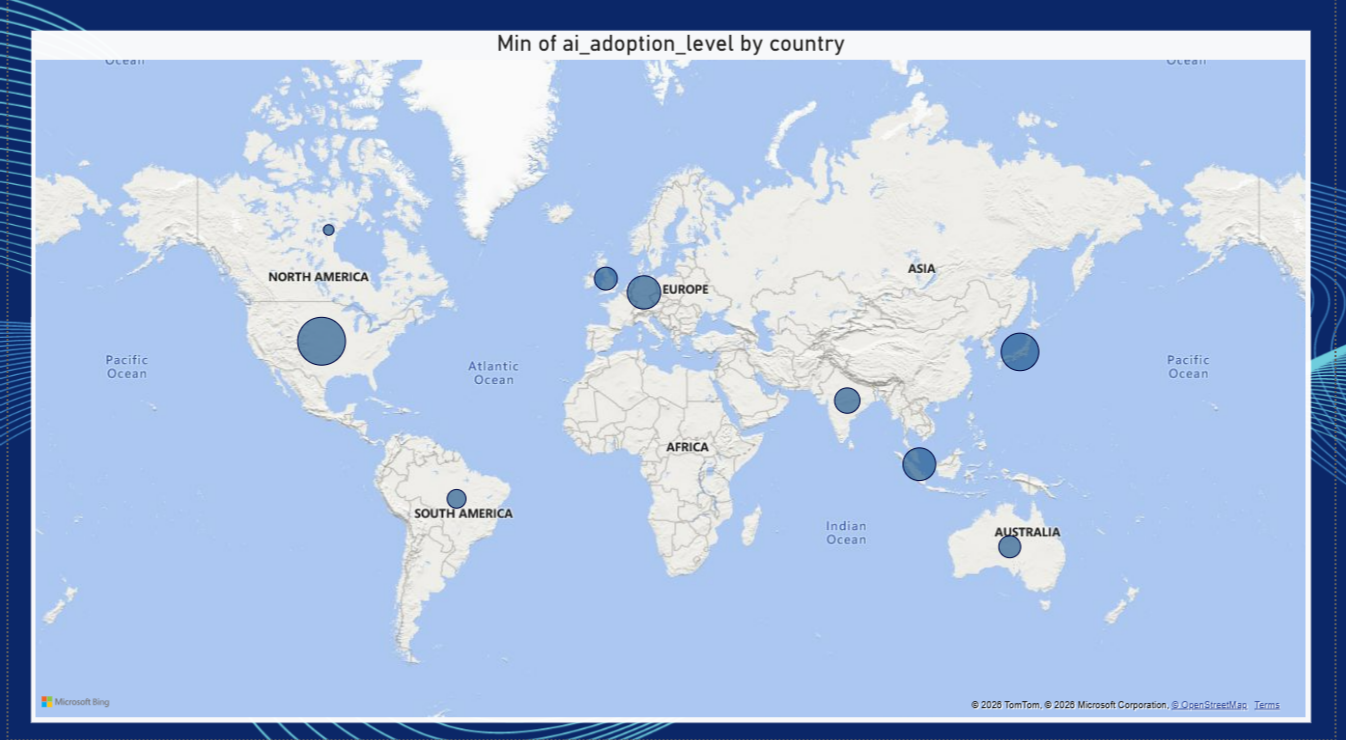 Min of ai_adoption_level by country
Ocean
Ocean
NORTH AMERICA
EUROPE
ASIA
Pacific
Ocean
Atlantic
Ocean
Pacific
Ocean
AFRICA
SOUTH AMERICA
Indian
Ocean
AUSTRALIA
Microsoft Bing
© 2026 TomTom, © 2026 Microsoft Corporation, © OpenStreetMap Terms